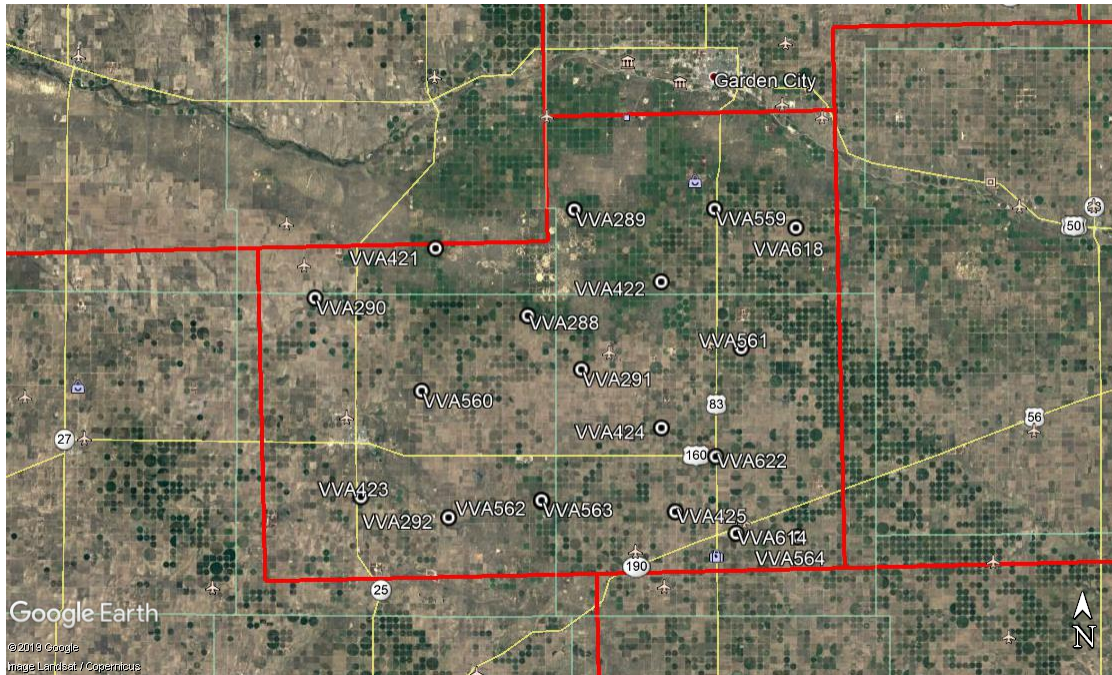 Garden City
VVA289
VVA559
VVA618
50
VVA421
VVA422
VVA290
VVA288
VVA561
VVA291
VVA560
83
56
VVA424
27
160
VVA622
VVA423
VVA562
VVA563
VVA292
VVA425
VVA614
VVA564
190
25
Google Earth
N
©2019 Google
Image Landsat / Copernicus